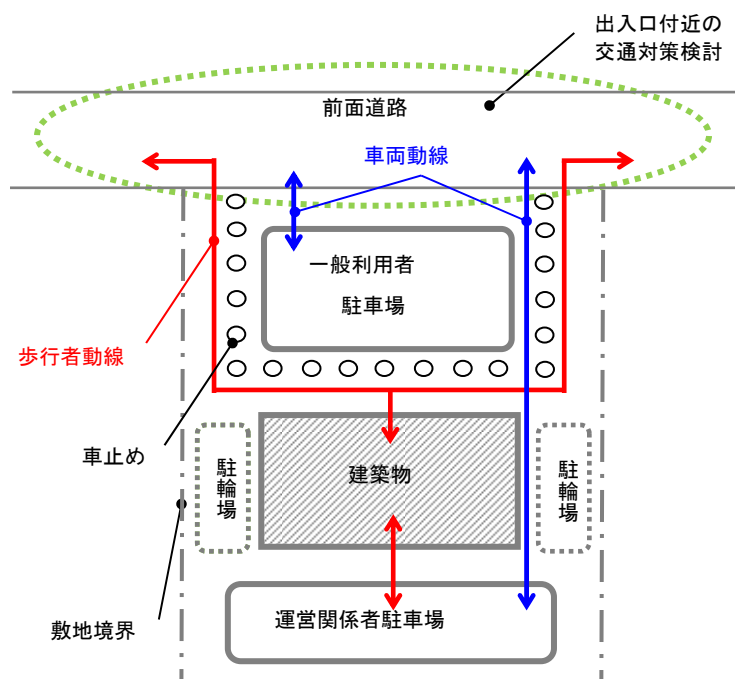 出入口付近の
交通対策検討
前面道路
車両動線
一般利用者
駐車場
歩行者動線
車止め
駐輪場
建築物
駐輪場
敷地境界
運営関係者駐車場